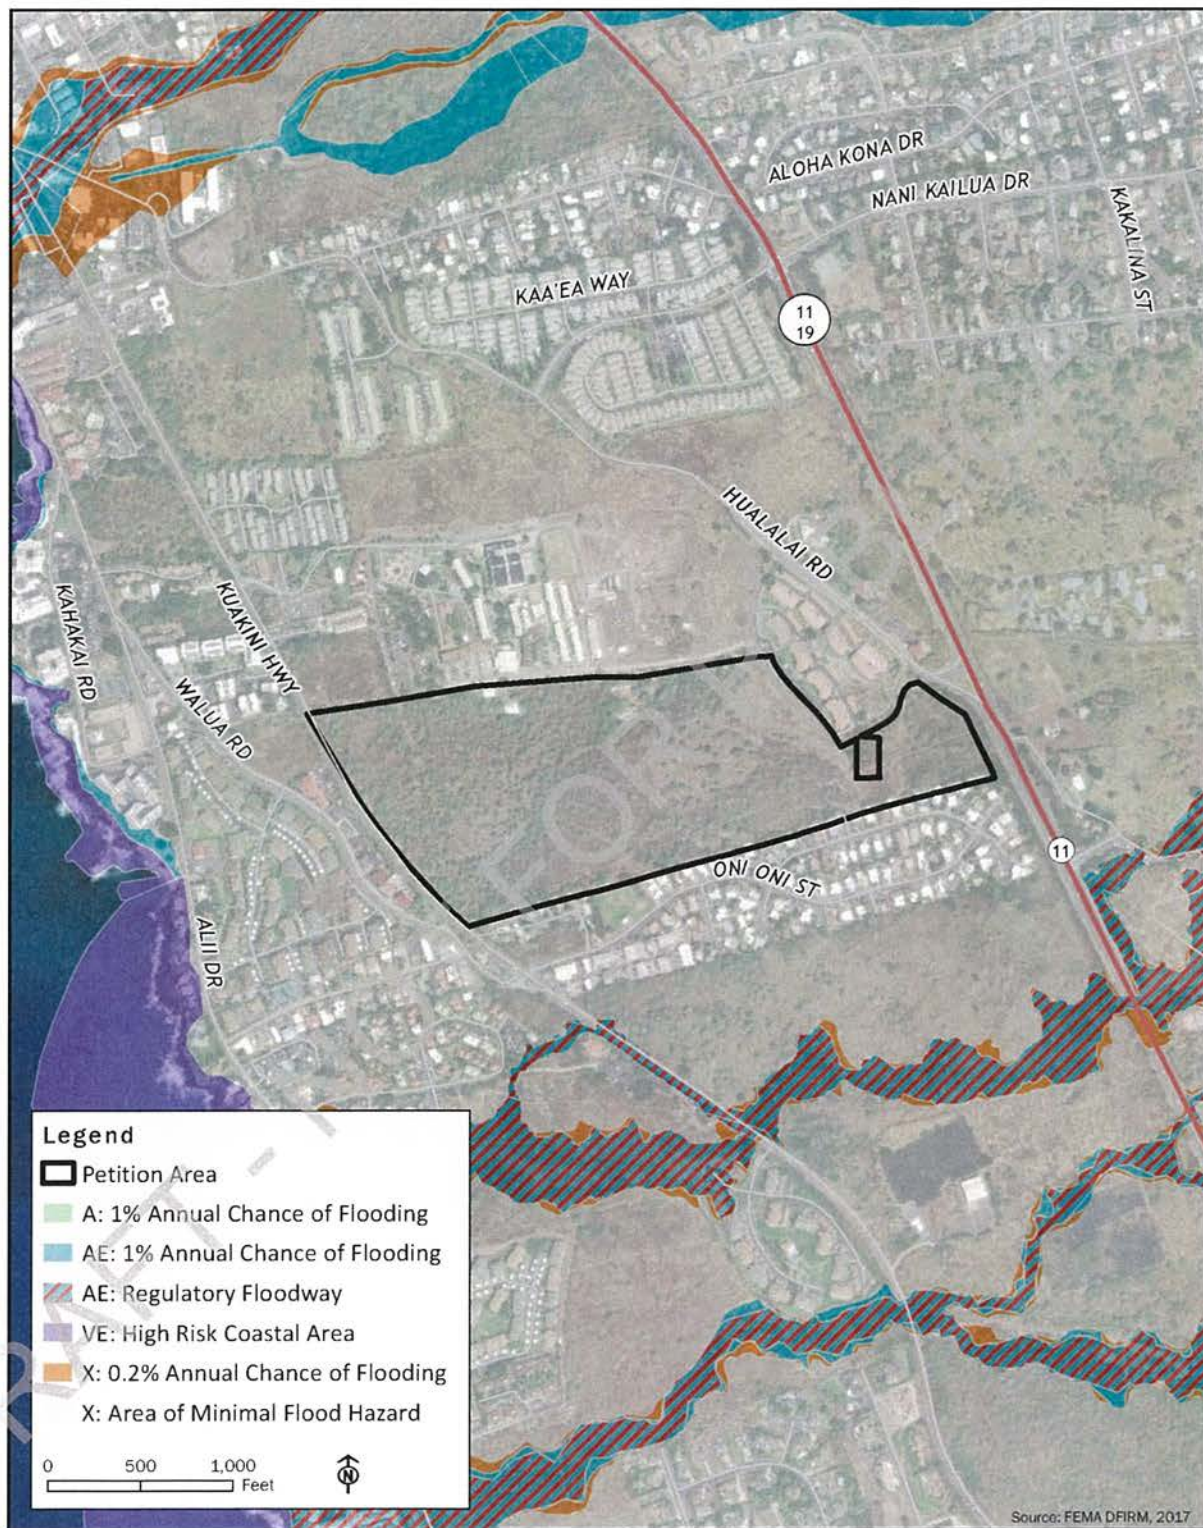 ALOHA KONA DR
NANI KAILUA DR
KAKALINA ST
KAA'EA WAY
11
19
HUALALAI RD
KUAKINI HWY
KAHAKAI RD
WALUA RD
ONI ONI ST
11
ALII DR
Legend
Petition Area
A: 1% Annual Chance of Flooding
AE: 1% Annual Chance of Flooding
AE: Regulatory Floodway
VE: High Risk Coastal Area
X: 0.2% Annual Chance of Flooding
X: Area of Minimal Flood Hazard
0 500 1,000
Feet
N
Source: FEMA DFIRM, 2017